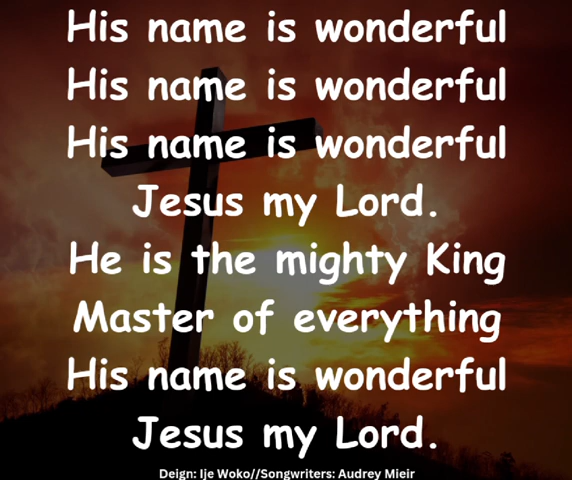 His name is wonderful
His name is wonderful
His name is wonderful
Jesus my Lord.
He is the mighty King
Master of everything
His name is wonderful
Jesus my Lord.
Deign: Ije Woko//Songwriters: Audrey Mieir